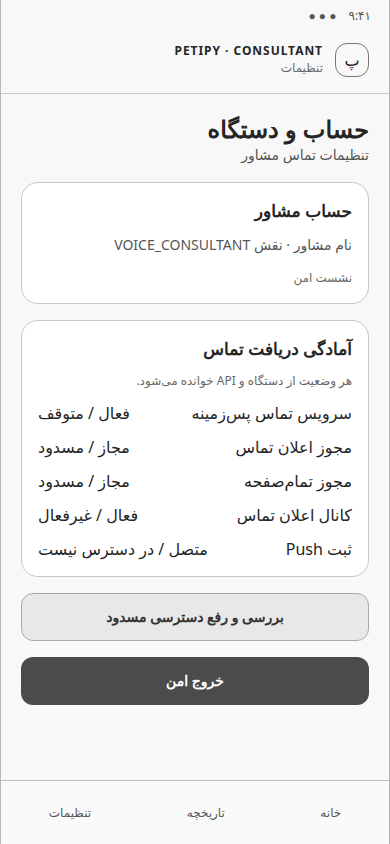 ۹:۴۱ ● ● ●
پ
PETIPY · CONSULTANT
تنظیمات
حساب و دستگاه
تنظیمات تماس مشاور
حساب مشاور
نام مشاور · نقش VOICE_CONSULTANT
نشست امن
آمادگی دریافت تماس
هر وضعیت از دستگاه و API خوانده می‌شود.
سرویس تماس پس‌زمینه فعال / متوقف
مجوز اعلان تماس مجاز / مسدود
مجوز تمام‌صفحه مجاز / مسدود
کانال اعلان تماس فعال / غیرفعال
ثبت Push متصل / در دسترس نیست
بررسی و رفع دسترسی مسدود
خروج امن
خانه تاریخچه تنظیمات